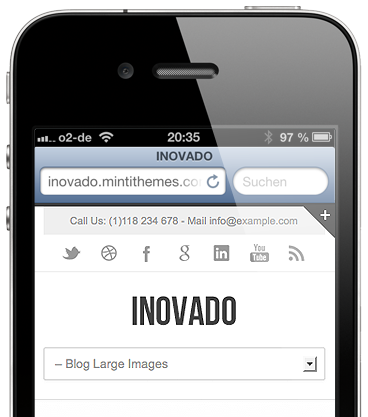 o2-de 20:35 97 %
INOVADO
inovado.mintithemes.co Suchen
Call Us: (1)118 234 678 - Mail info@example.com
+
You Tube
INOVADO
– Blog Large Images